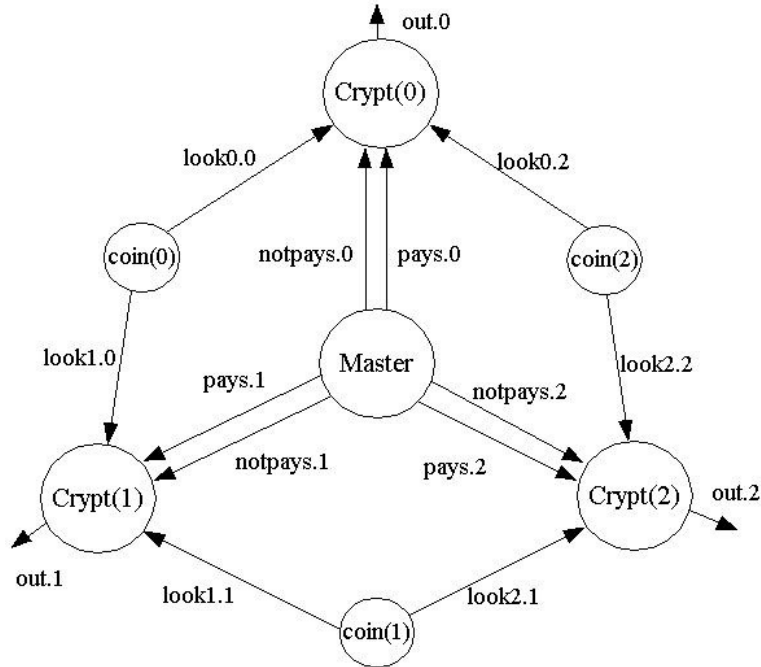 out.0
Crypt(0)
look0.0
look0.2
coin(0)
notpays.0
pays.0
coin(2)
look1.0
Master
look2.2
pays.1
notpays.2
notpays.1
pays.2
Crypt(1)
Crypt(2)
out.2
out.1
look1.1
look2.1
coin(1)